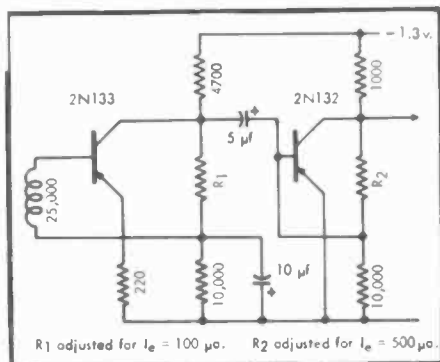 -1.3 v.
4700
1000
2N133
2N132
5 µf
+
R1
R2
25,000
220
10,000
10 µf
+
10,000
R1 adjusted for Ie = 100 µa. R2 adjusted for Ie = 500 µa.